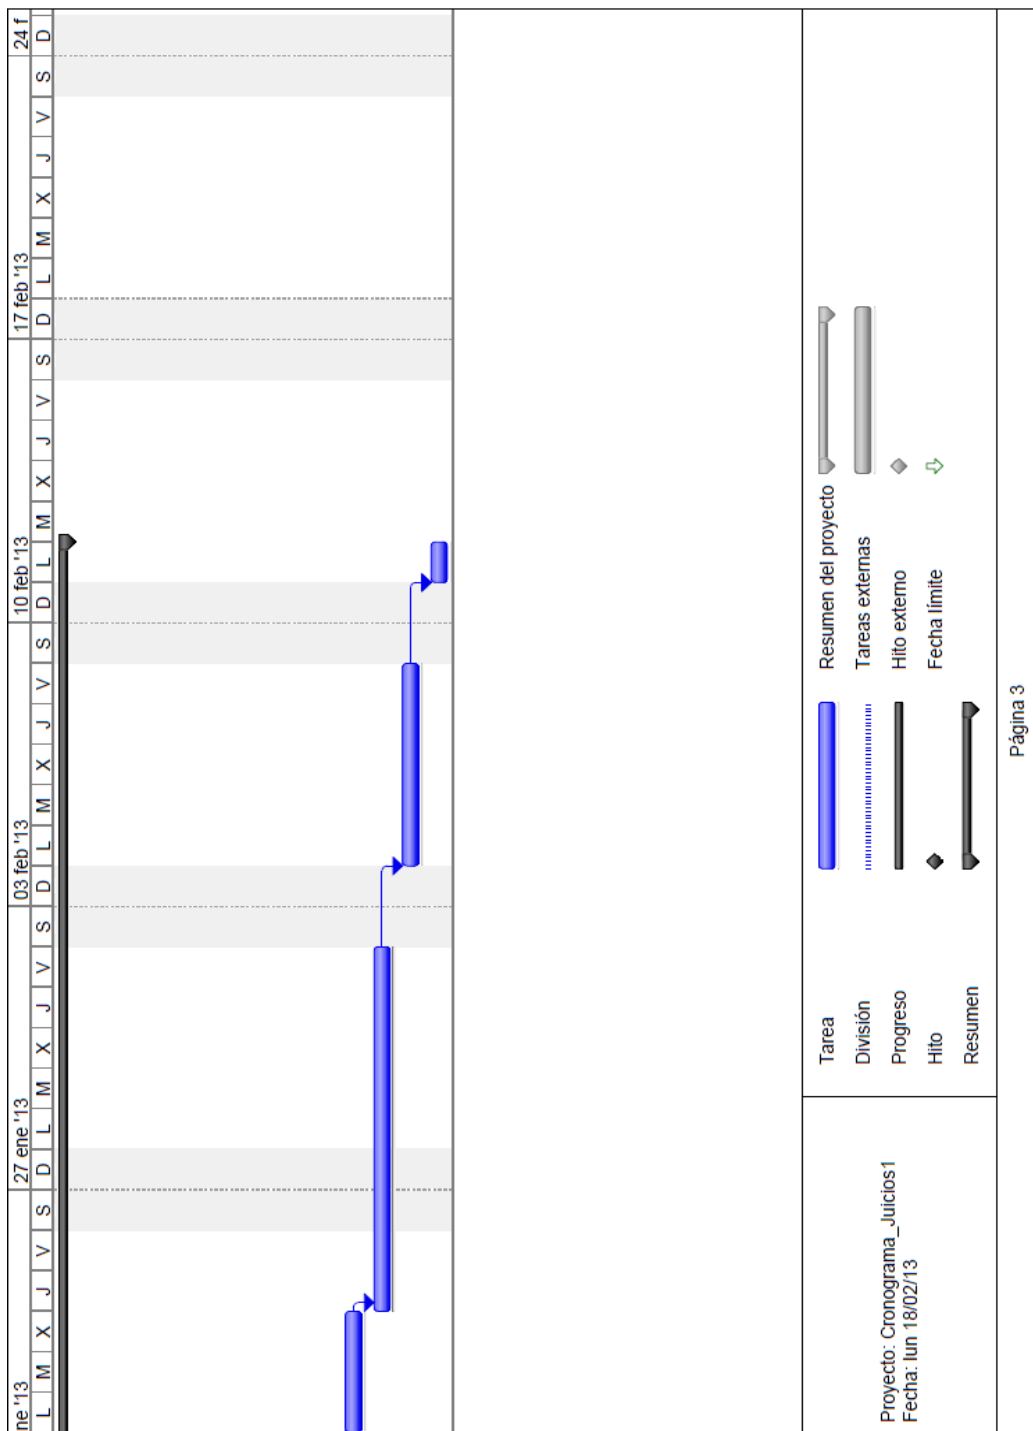 ne '13
27 ene '13
03 feb '13
10 feb '13
17 feb '13
24 f
L M X J V S D L M X J V S D L M X J V S D L M X J V S D L M X J V S D
Proyecto: Cronograma_Juicios1
Fecha: lun 18/02/13
Tarea
División
Progreso
Hito
Resumen
Resumen del proyecto
Tareas externas
Hito externo
Fecha límite
Página 3